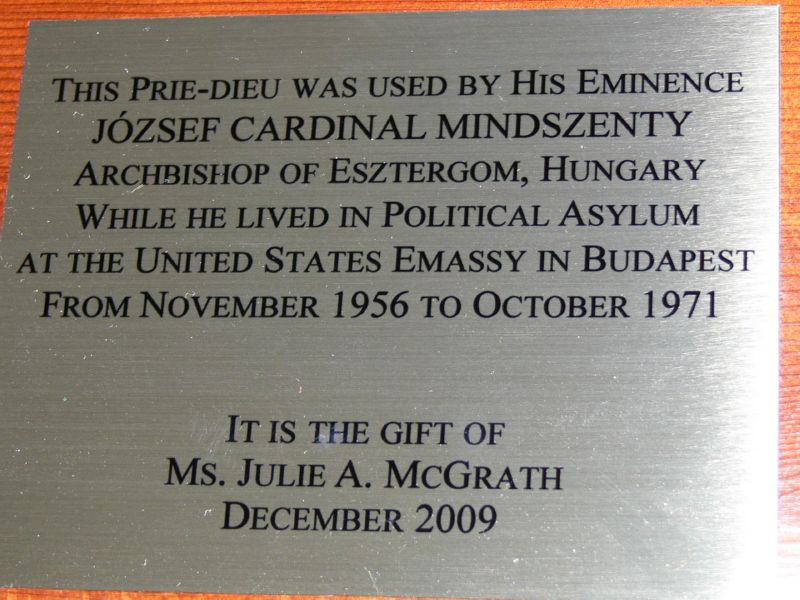 This Prie-dieu was used by His Eminence
JÓZSEF CARDINAL MINDSZENTY
Archbishop of Esztergom, Hungary
While he lived in Political Asylum
at the United States Emassy in Budapest
From November 1956 to October 1971
It is the gift of
Ms. Julie A. McGrath
December 2009